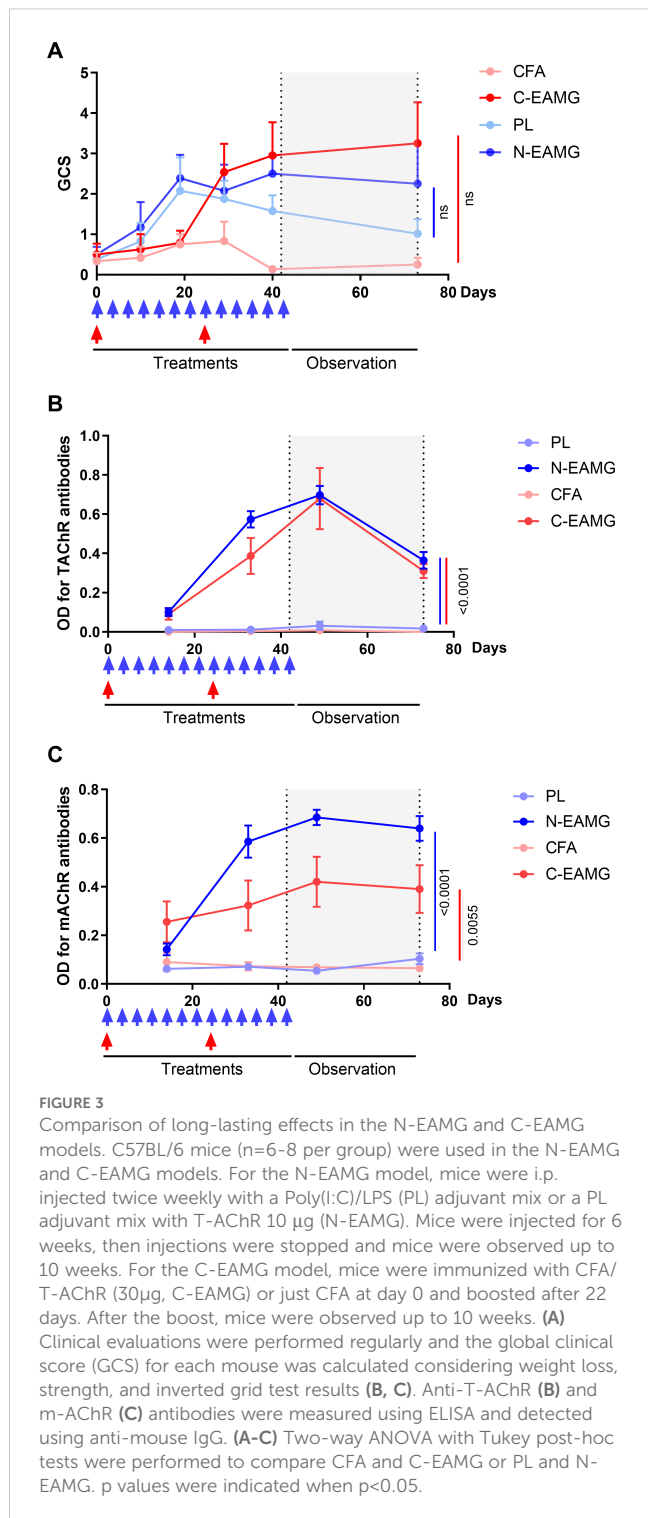 A
5
4
3
2
1
0
GCS
CFA
C-EAMG
PL
N-EAMG
ns
ns
0 20 40 60 80 Days
Treatments Observation
B
1.0
0.8
0.6
0.4
0.2
0.0
OD for TAChR antibodies
PL
N-EAMG
CFA
C-EAMG
<0.0001
0 20 40 60 80 Days
Treatments Observation
C
0.8
0.6
0.4
0.2
0.0
OD for mAChR antibodies
PL
N-EAMG
CFA
C-EAMG
<0.0001
0.0055
0 20 40 60 80 Days
Treatments Observation
FIGURE 3
Comparison of long-lasting effects in the N-EAMG and C-EAMG
models. C57BL/6 mice (n=6-8 per group) were used in the N-EAMG
and C-EAMG models. For the N-EAMG model, mice were i.p.
injected twice weekly with a Poly(I:C)/LPS (PL) adjuvant mix or a PL
adjuvant mix with T-AChR 10 μg (N-EAMG). Mice were injected for 6
weeks, then injections were stopped and mice were observed up to
10 weeks. For the C-EAMG model, mice were immunized with CFA/
T-AChR (30μg, C-EAMG) or just CFA at day 0 and boosted after 22
days. After the boost, mice were observed up to 10 weeks. (A)
Clinical evaluations were performed regularly and the global clinical
score (GCS) for each mouse was calculated considering weight loss,
strength, and inverted grid test results (B, C). Anti-T-AChR (B) and
m-AChR (C) antibodies were measured using ELISA and detected
using anti-mouse IgG. (A-C) Two-way ANOVA with Tukey post-hoc
tests were performed to compare CFA and C-EAMG or PL and N-
EAMG. p values were indicated when p<0.05.